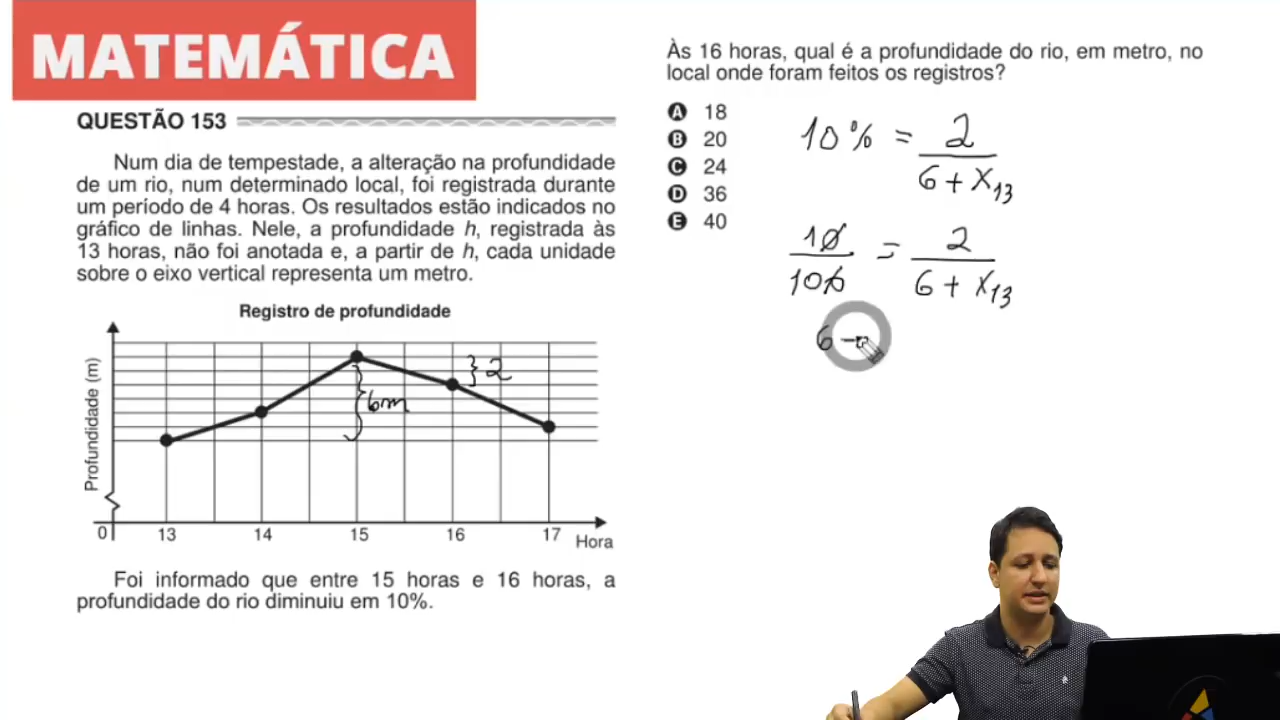 MATEMÁTICA
QUESTÃO 153
Num dia de tempestade, a alteração na profundidade
de um rio, num determinado local, foi registrada durante
um período de 4 horas. Os resultados estão indicados no
gráfico de linhas. Nele, a profundidade h, registrada às
13 horas, não foi anotada e, a partir de h, cada unidade
sobre o eixo vertical representa um metro.
Registro de profundidade
Profundidade (m)
} 2
6m
0 13 14 15 16 17 Hora
Foi informado que entre 15 horas e 16 horas, a
profundidade do rio diminuiu em 10%.
Às 16 horas, qual é a profundidade do rio, em metro, no
local onde foram feitos os registros?
A 18
B 20
C 24
D 36
E 40
10% = 2 / 6 + X13
10 / 100 = 2 / 6 + X13
6 +